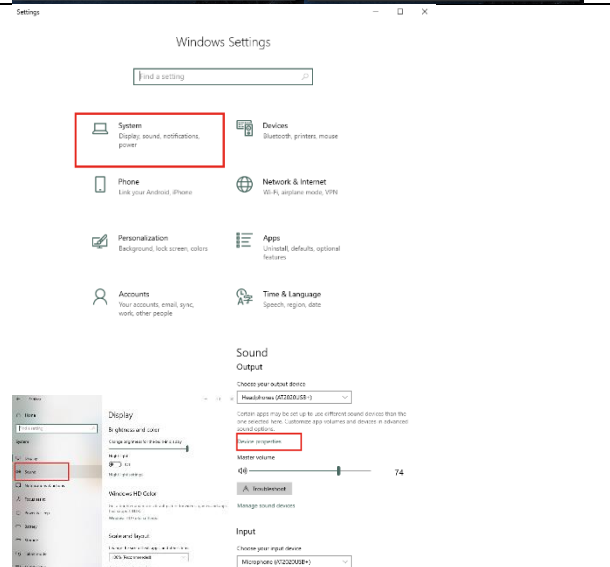 Settings
Windows Settings
Find a setting
System
Display, sound, notifications,
power
Devices
Bluetooth, printers, mouse
Phone
Link your Android, iPhone
Network & Internet
Wi-Fi, airplane mode, VPN
Personalization
Background, lock screen, colors
Apps
Uninstall, defaults, optional
features
Accounts
Your accounts, email, sync,
work, other people
Time & Language
Speech, region, date
Home
System
Sound
Display
Brightness and color
Night light
Windows HD Color
Scale and layout
Sound
Output
Choose your output device
Headphones (AT2020USB+)
Certain apps may be set up to use different sound devices than the
one selected here. Customize app volumes and devices in advanced
sound options.
Device properties
Master volume
74
Troubleshoot
Manage sound devices
Input
Choose your input device
Microphone (AT2020USB+)